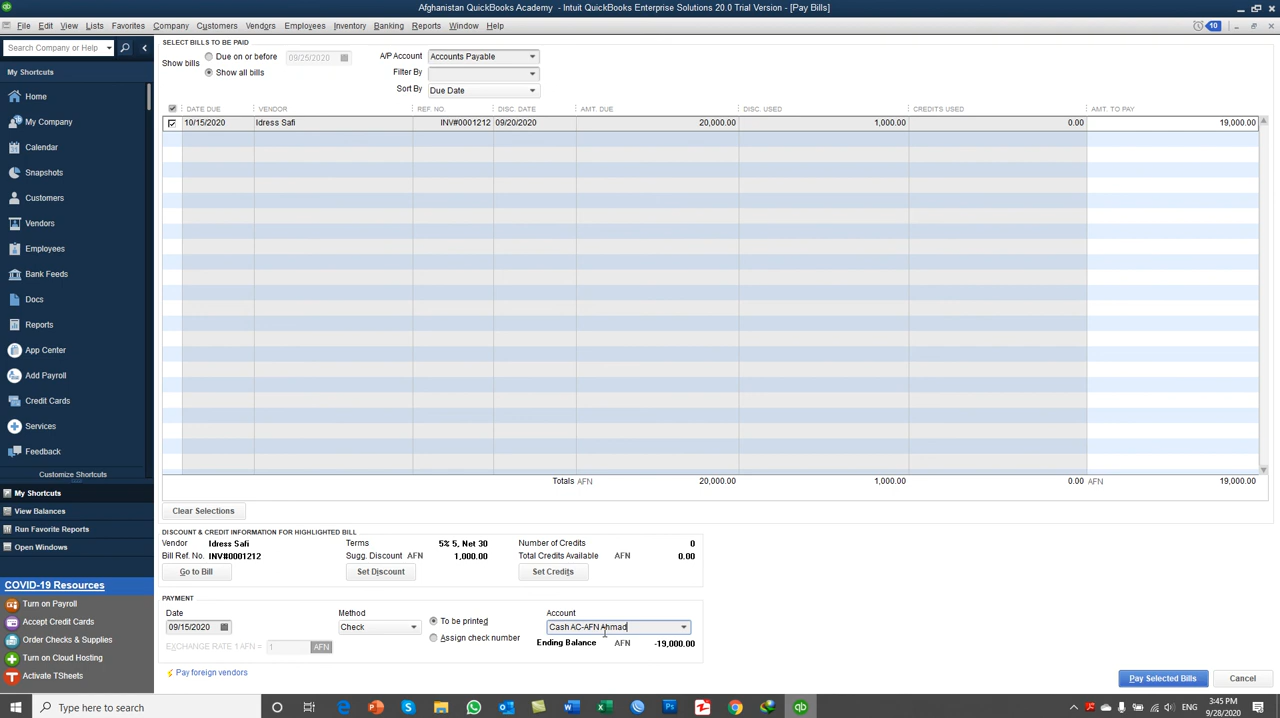 Afghanistan QuickBooks Academy - Intuit QuickBooks Enterprise Solutions 20.0 Trial Version - [Pay Bills]
File Edit View Lists Favorites Company Customers Vendors Employees Inventory Banking Reports Window Help 10
Search Company or Help
My Shortcuts
Home
My Company
Calendar
Snapshots
Customers
Vendors
Employees
Bank Feeds
Docs
Reports
App Center
Add Payroll
Credit Cards
Services
Feedback
Customize Shortcuts
My Shortcuts
View Balances
Run Favorite Reports
Open Windows
COVID-19 Resources
Turn on Payroll
Accept Credit Cards
Order Checks & Supplies
Turn on Cloud Hosting
Activate TSheets
SELECT BILLS TO BE PAID
Show bills Due on or before 09/25/2020 A/P Account Accounts Payable
Show all bills Filter By
Sort By Due Date
DATE DUE VENDOR REF. NO. DISC. DATE AMT. DUE DISC. USED CREDITS USED AMT. TO PAY
10/15/2020 Idress Safi INV#0001212 09/20/2020 20,000.00 1,000.00 0.00 19,000.00
Totals AFN 20,000.00 1,000.00 0.00 AFN 19,000.00
Clear Selections
DISCOUNT & CREDIT INFORMATION FOR HIGHLIGHTED BILL
Vendor Idress Safi Terms 5% 5, Net 30 Number of Credits 0
Bill Ref. No. INV#0001212 Sugg. Discount AFN 1,000.00 Total Credits Available AFN 0.00
Go to Bill Set Discount Set Credits
PAYMENT
Date Method Account
09/15/2020 Check To be printed Cash AC-AFN Ahmad
Assign check number Ending Balance AFN -19,000.00
EXCHANGE RATE 1 AFN = 1 AFN
Pay foreign vendors
Pay Selected Bills Cancel
Type here to search
3:45 PM
9/28/2020